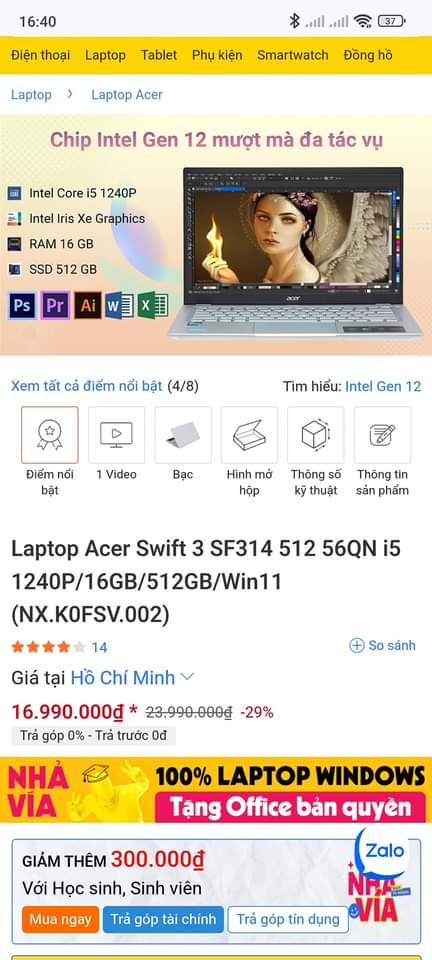 16:40
37
Điện thoại Laptop Tablet Phụ kiện Smartwatch Đồng hồ
Laptop > Laptop Acer
Chip Intel Gen 12 mượt mà đa tác vụ
Intel Core i5 1240P
Intel Iris Xe Graphics
RAM 16 GB
SSD 512 GB
Ps Pr Ai W X
acer
Xem tất cả điểm nổi bật (4/8) Tìm hiểu: Intel Gen 12
Điểm nổi bật
1 Video
Bạc
Hình mở hộp
Thông số kỹ thuật
Thông tin sản phẩm
Laptop Acer Swift 3 SF314 512 56QN i5
1240P/16GB/512GB/Win11
(NX.K0FSV.002)
14 So sánh
Giá tại Hồ Chí Minh
16.990.000₫ * 23.990.000₫ -29%
Trả góp 0% - Trả trước 0đ
NHẢ VÍA
100% LAPTOP WINDOWS
Tặng Office bản quyền
GIẢM THÊM 300.000₫
Với Học sinh, Sinh viên
Mua ngay Trả góp tài chính Trả góp tín dụng
Zalo
NHẢ VÍA